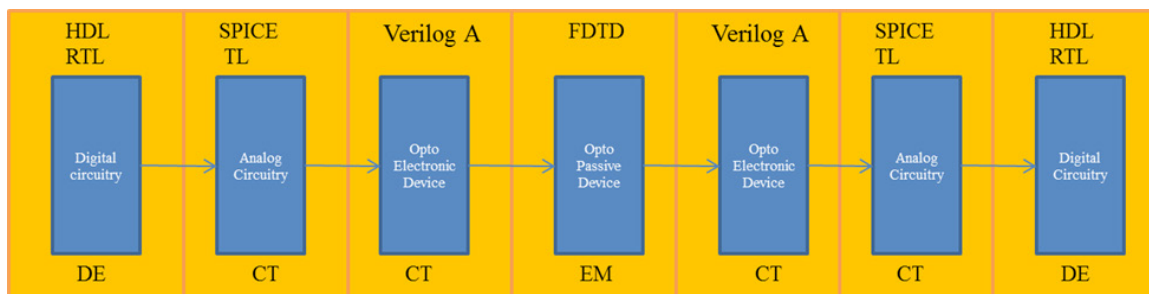 HDL
RTL
SPICE
TL
Verilog A
FDTD
Verilog A
SPICE
TL
HDL
RTL
Digital
circuitry
Analog
Circuitry
Opto
Electronic
Device
Opto
Passive
Device
Opto
Electronic
Device
Analog
Circuitry
Digital
Circuitry
DE
CT
CT
EM
CT
CT
DE